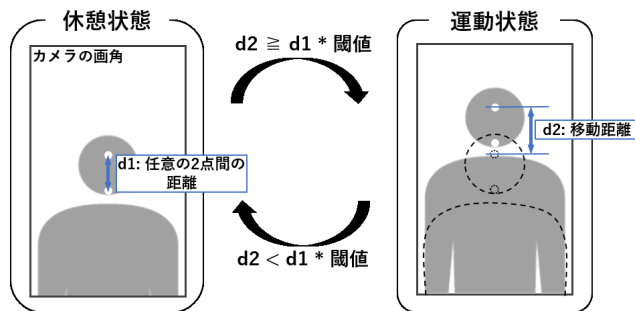 休憩状態
カメラの画角
d1: 任意の2点間の
距離
d2 ≧ d1 * 閾値
d2 < d1 * 閾値
運動状態
d2: 移動距離